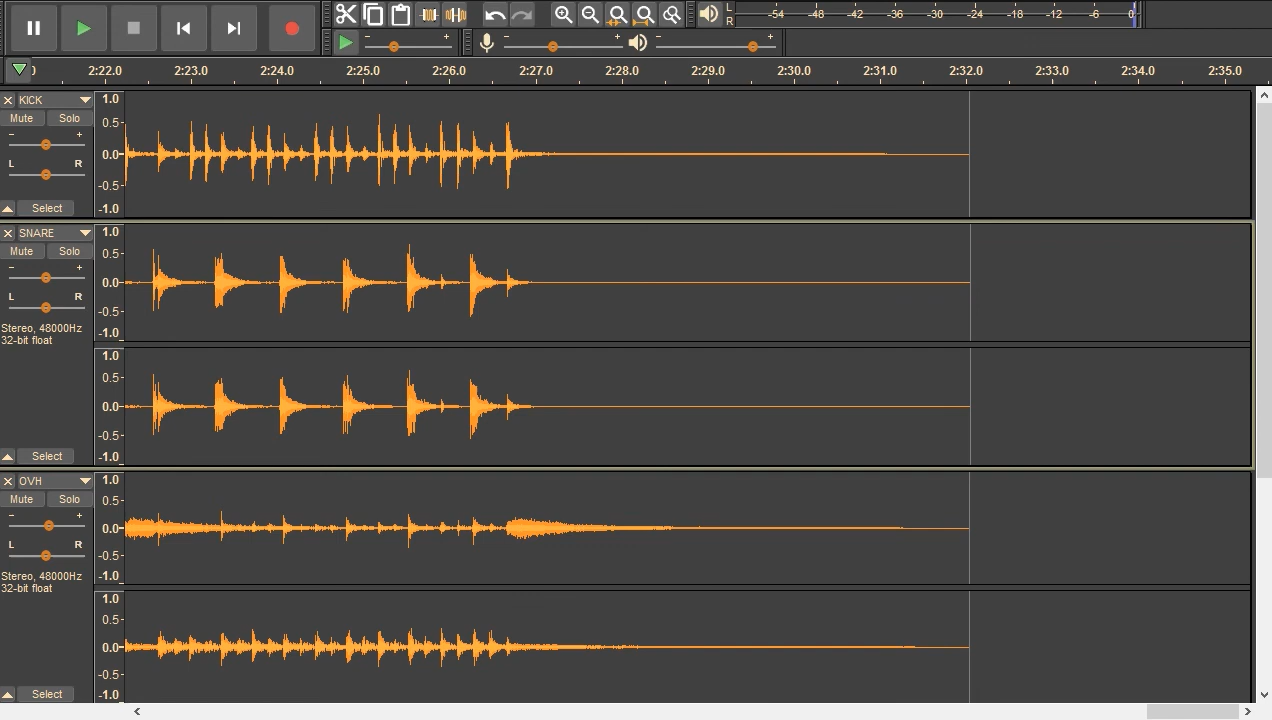 L
R
-54 -48 -42 -36 -30 -24 -18 -12 -6 0
- +
- +
- +
2:22.0 2:23.0 2:24.0 2:25.0 2:26.0 2:27.0 2:28.0 2:29.0 2:30.0 2:31.0 2:32.0 2:33.0 2:34.0 2:35.0
KICK
Mute Solo
- +
L R
Select
1.0
0.5
0.0
-0.5
-1.0
SNARE
Mute Solo
- +
L R
Stereo, 48000Hz
32-bit float
Select
1.0
0.5
0.0
-0.5
-1.0
1.0
0.5
0.0
-0.5
-1.0
OVH
Mute Solo
- +
L R
Stereo, 48000Hz
32-bit float
Select
1.0
0.5
0.0
-0.5
-1.0
1.0
0.5
0.0
-0.5
-1.0